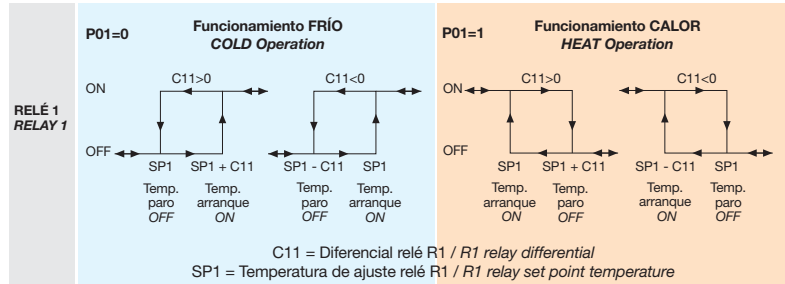 P01=0
Funcionamiento FRÍO
COLD Operation
P01=1
Funcionamiento CALOR
HEAT Operation
RELÉ 1
RELAY 1
ON
C11>0
C11<0
OFF
SP1
SP1 + C11
SP1 - C11
SP1
Temp.
paro
OFF
Temp.
arranque
ON
Temp.
paro
OFF
Temp.
arranque
ON
ON
C11>0
C11<0
OFF
SP1
SP1 + C11
SP1 - C11
SP1
Temp.
arranque
ON
Temp.
paro
OFF
Temp.
arranque
ON
Temp.
paro
OFF
C11 = Diferencial relé R1 / R1 relay differential
SP1 = Temperatura de ajuste relé R1 / R1 relay set point temperature